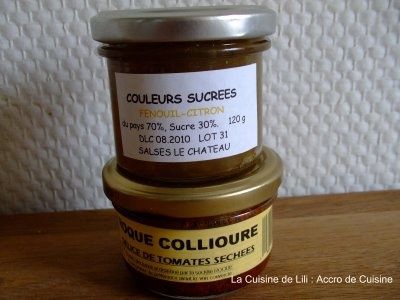 COULEURS SUCREES
FENOUIL-CITRON
du pays 70%, Sucre 30%, 120 g
DLC 08.2010 LOT 31
SALSES LE CHATEAU
ROQUE COLLIOURE
DE TOMATES SECHEES
La Cuisine de Lili : Accro de Cuisine